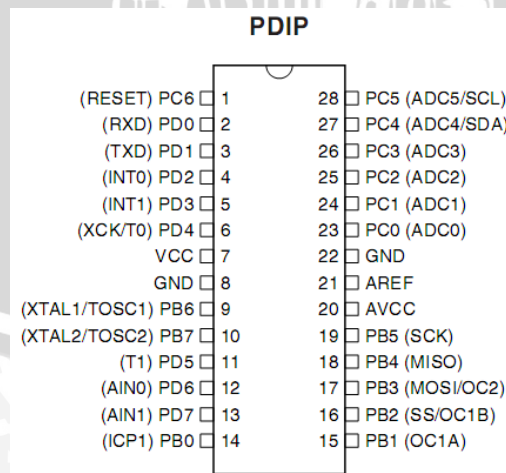 PDIP
(RESET) PC6 1 28 PC5 (ADC5/SCL)
(RXD) PD0 2 27 PC4 (ADC4/SDA)
(TXD) PD1 3 26 PC3 (ADC3)
(INT0) PD2 4 25 PC2 (ADC2)
(INT1) PD3 5 24 PC1 (ADC1)
(XCK/T0) PD4 6 23 PC0 (ADC0)
VCC 7 22 GND
GND 8 21 AREF
(XTAL1/TOSC1) PB6 9 20 AVCC
(XTAL2/TOSC2) PB7 10 19 PB5 (SCK)
(T1) PD5 11 18 PB4 (MISO)
(AIN0) PD6 12 17 PB3 (MOSI/OC2)
(AIN1) PD7 13 16 PB2 (SS/OC1B)
(ICP1) PB0 14 15 PB1 (OC1A)